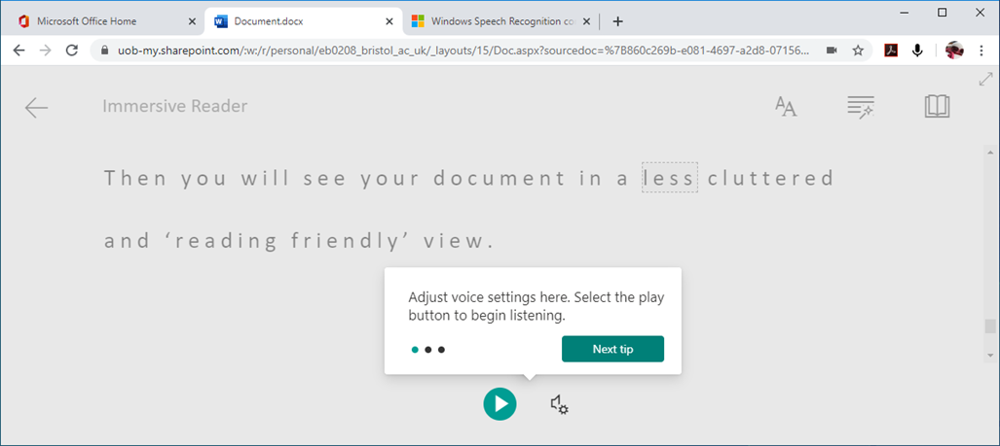 Microsoft Office Home
Document.docx
Windows Speech Recognition co
uob-my.sharepoint.com/:w:/r/personal/eb0208_bristol_ac_uk/_layouts/15/Doc.aspx?sourcedoc=%7B860c269b-e081-4697-a2d8-07156...
Immersive Reader
Then you will see your document in a less cluttered
and ‘reading friendly’ view.
Adjust voice settings here. Select the play
button to begin listening.
Next tip